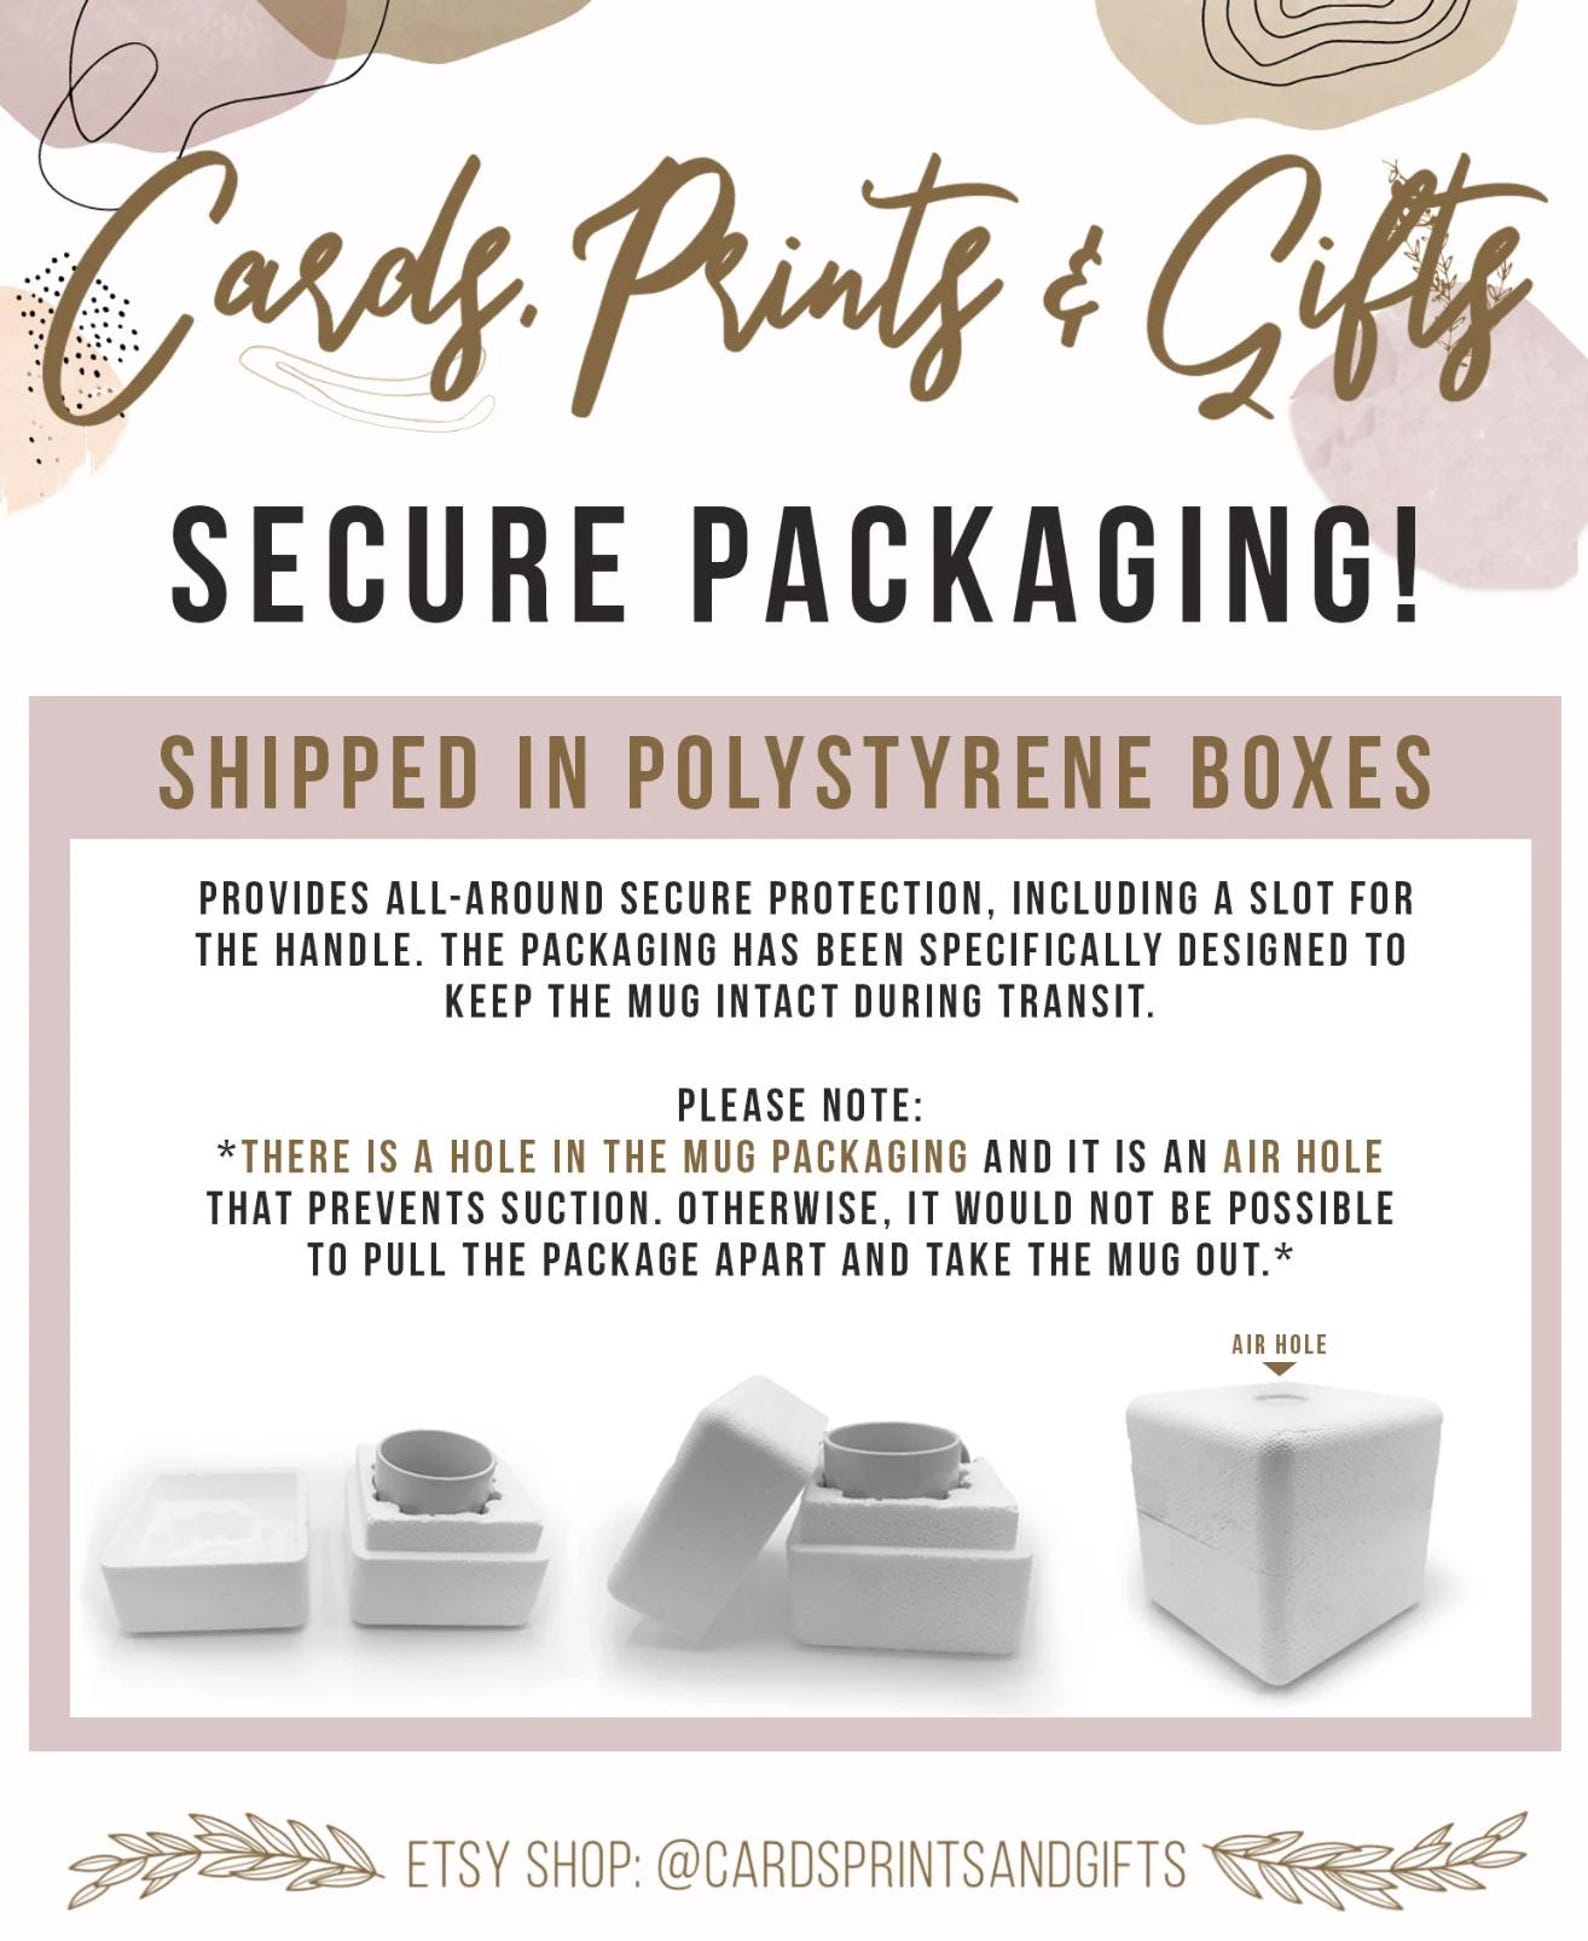 Cards, Prints & Gifts
SECURE PACKAGING!
SHIPPED IN POLYSTYRENE BOXES
PROVIDES ALL-AROUND SECURE PROTECTION, INCLUDING A SLOT FOR
THE HANDLE. THE PACKAGING HAS BEEN SPECIFICALLY DESIGNED TO
KEEP THE MUG INTACT DURING TRANSIT.
PLEASE NOTE:
*THERE IS A HOLE IN THE MUG PACKAGING AND IT IS AN AIR HOLE
THAT PREVENTS SUCTION. OTHERWISE, IT WOULD NOT BE POSSIBLE
TO PULL THE PACKAGE APART AND TAKE THE MUG OUT.*
AIR HOLE
ETSY SHOP: @CARDSPRINTSANDGIFTS